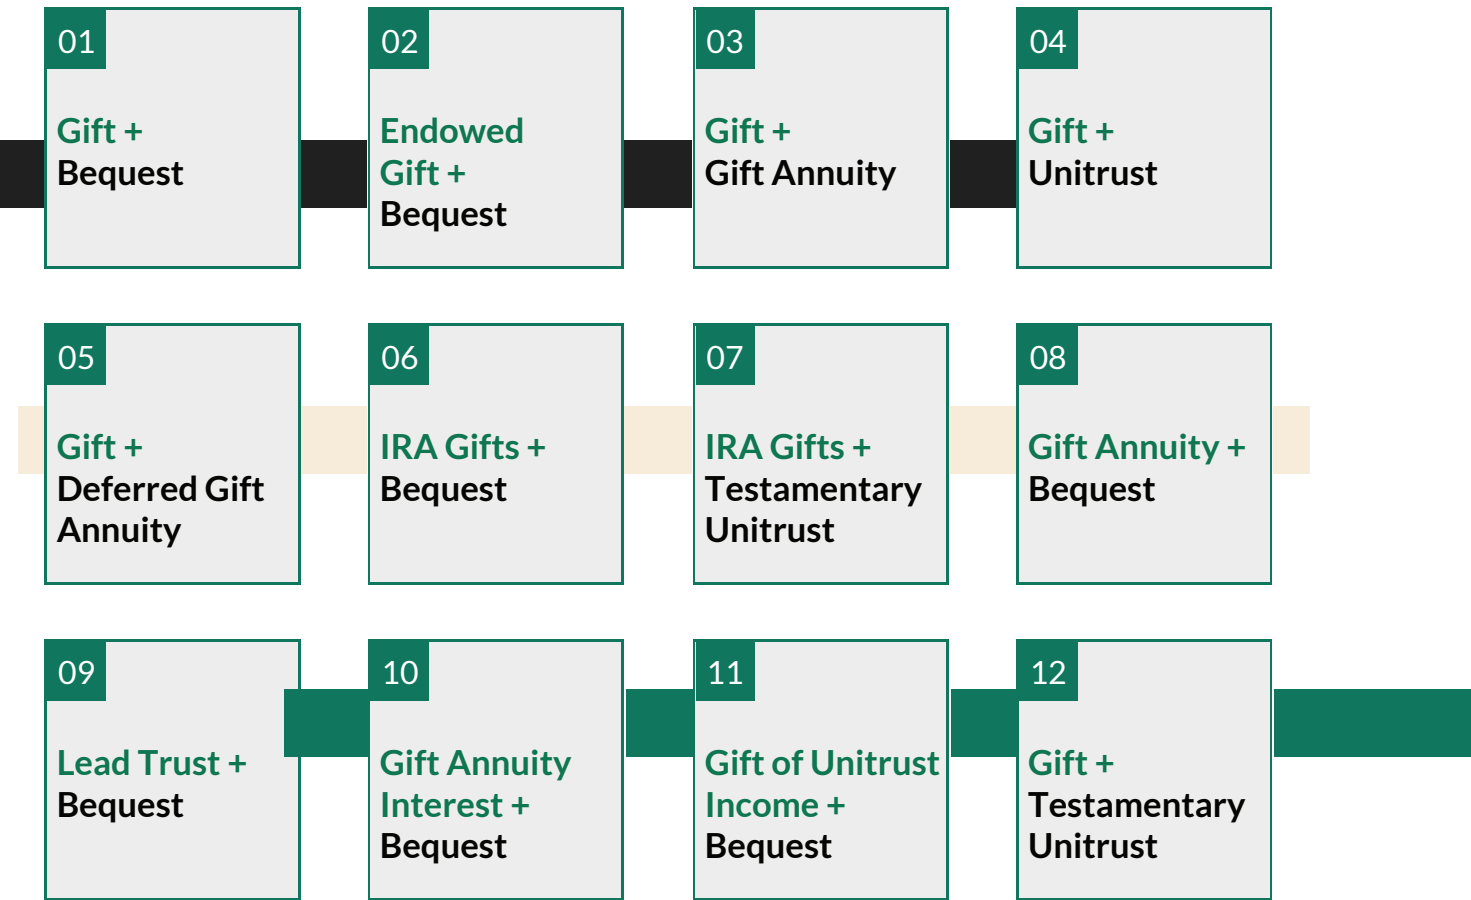 01
Gift +
Bequest
02
Endowed
Gift +
Bequest
03
Gift +
Gift Annuity
04
Gift +
Unitrust
05
Gift +
Deferred Gift
Annuity
06
IRA Gifts +
Bequest
07
IRA Gifts +
Testamentary
Unitrust
08
Gift Annuity +
Bequest
09
Lead Trust +
Bequest
10
Gift Annuity
Interest +
Bequest
11
Gift of Unitrust
Income +
Bequest
12
Gift +
Testamentary
Unitrust